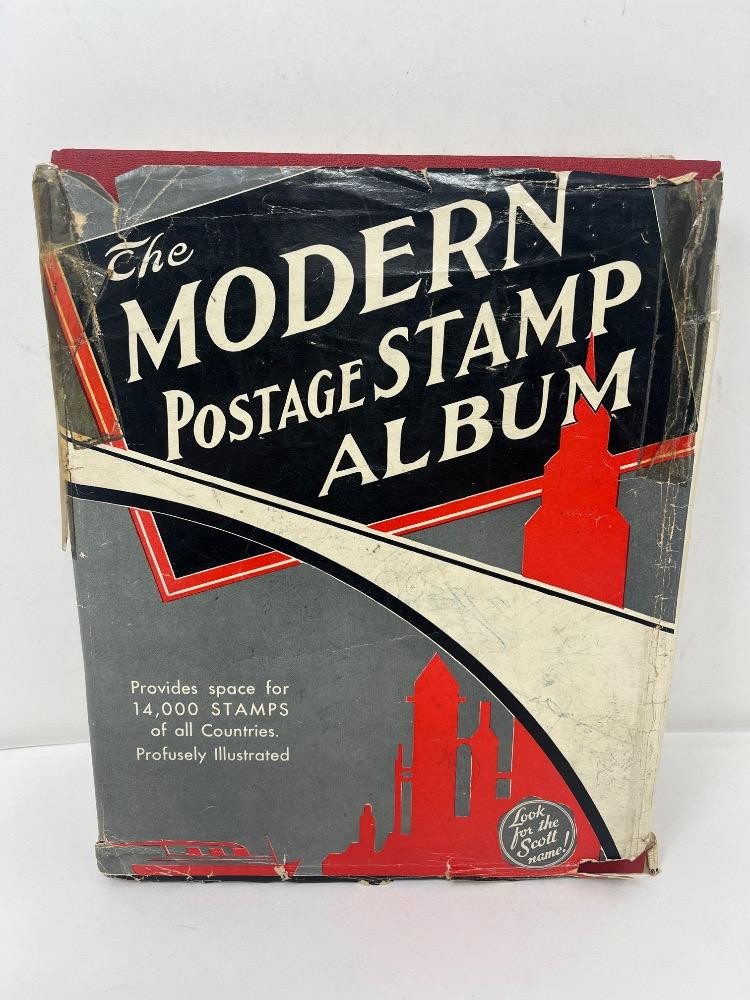 The
MODERN
POSTAGE STAMP
ALBUM
Provides space for
14,000 STAMPS
of all Countries.
Profusely Illustrated
Look
for the
Scott
name!